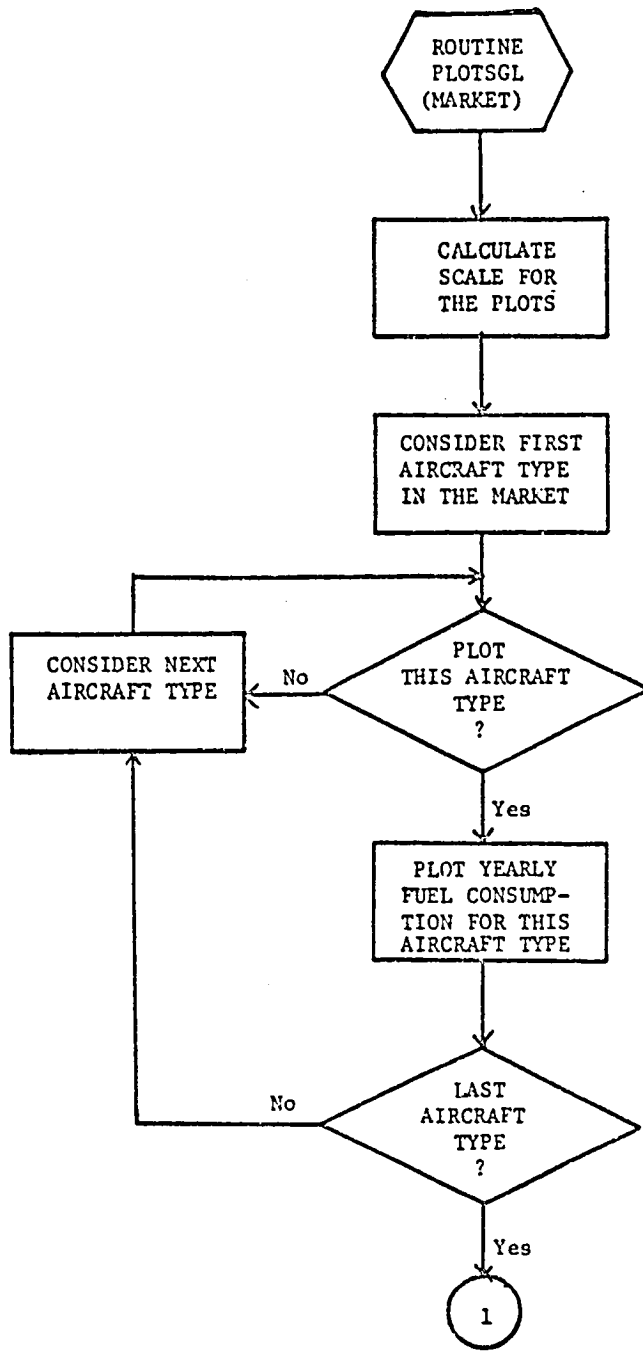 ROUTINE
PLOTSGL
(MARKET)
CALCULATE
SCALE FOR
THE PLOTS
CONSIDER FIRST
AIRCRAFT TYPE
IN THE MARKET
CONSIDER NEXT
AIRCRAFT TYPE
No
PLOT
THIS AIRCRAFT
TYPE
?
Yes
PLOT YEARLY
FUEL CONSUMP-
TION FOR THIS
AIRCRAFT TYPE
No
LAST
AIRCRAFT
TYPE
?
Yes
1